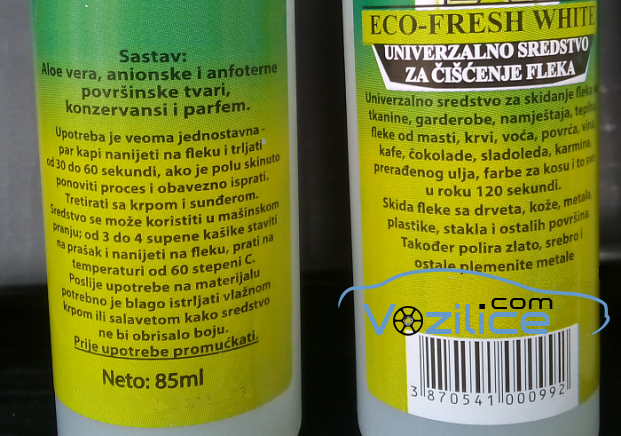 Sastav:
Aloe vera, anionske i anfoterne
površinske tvari,
konzervansi i parfem.
Upotreba je veoma jednostavna -
par kapi nanijeti na fleku i trljati
od 30 do 60 sekundi, ako je polu skinuto
ponoviti proces i obavezno isprati.
Tretirati sa krpom i sunđerom.
Sredstvo se može koristiti u mašinskom
pranju; od 3 do 4 supene kašike staviti
na prašak i nanijeti na fleku, prati na
temperaturi od 60 stepeni C.
Poslije upotrebe na materijalu
potrebno je blago istrljati vlažnom
krpom ili salavetom kako sredstvo
ne bi obrisalo boju.
Prije upotrebe promućkati.
Neto: 85ml
ECO-FRESH WHITE
UNIVERZALNO SREDSTVO
ZA ČIŠĆENJE FLEKA
Univerzalno sredstvo za skidanje fleka
tkanine, garderobe, namještaja, tepiha,
fleke od masti, krvi, voća, povrća, vina,
kafe, čokolade, sladoleda, karmina,
prerađenog ulja, farbe za kosu i to sve
u roku 120 sekundi.
Skida fleke sa drveta, kože, metala,
plastike, stakla i ostalih površina.
Također polira zlato, srebro i
ostale plemenite metale
Vozilice.com
3 870541 000992